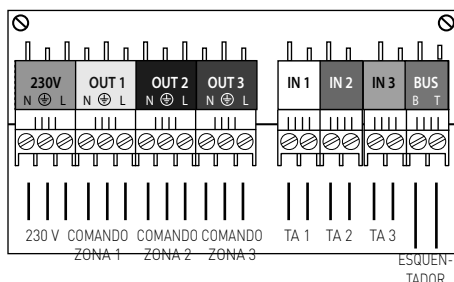 230V OUT 1 OUT 2 OUT 3 IN 1 IN 2 IN 3 BUS
N L N L N L N L B T
230 V COMANDO COMANDO COMANDO TA 1 TA 2 TA 3
ZONA 1 ZONA 2 ZONA 3 ESQUEN-
TADOR